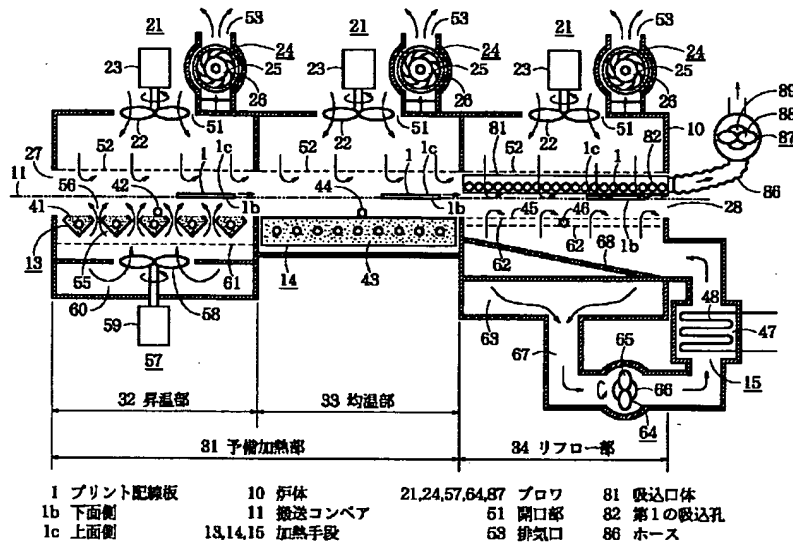 21 53 21 53 21 53
23 24 25 26 23 24 25 26 23 24 25 26
89 88 87
22 51 22 51 22 51 10
27 52 1 1c 52 1 1c 81 52 1c 1 82
11 56 42 1b 44 1b 86
41 45 46 28
13 62 62 1b
55 61 14 43 68
60 58 63 48 47
59 57 67 65 66 64 15
32 昇温部 33 均温部
31 予備加熱部 34 リフロー部
1 プリント配線板 10 炉体 21,24,57,64,87 ブロワ 81 吸込口体
1b 下面側 11 搬送コンベア 51 開口部 82 第1の吸込孔
1c 上面側 13,14,15 加熱手段 53 排気口 86 ホース